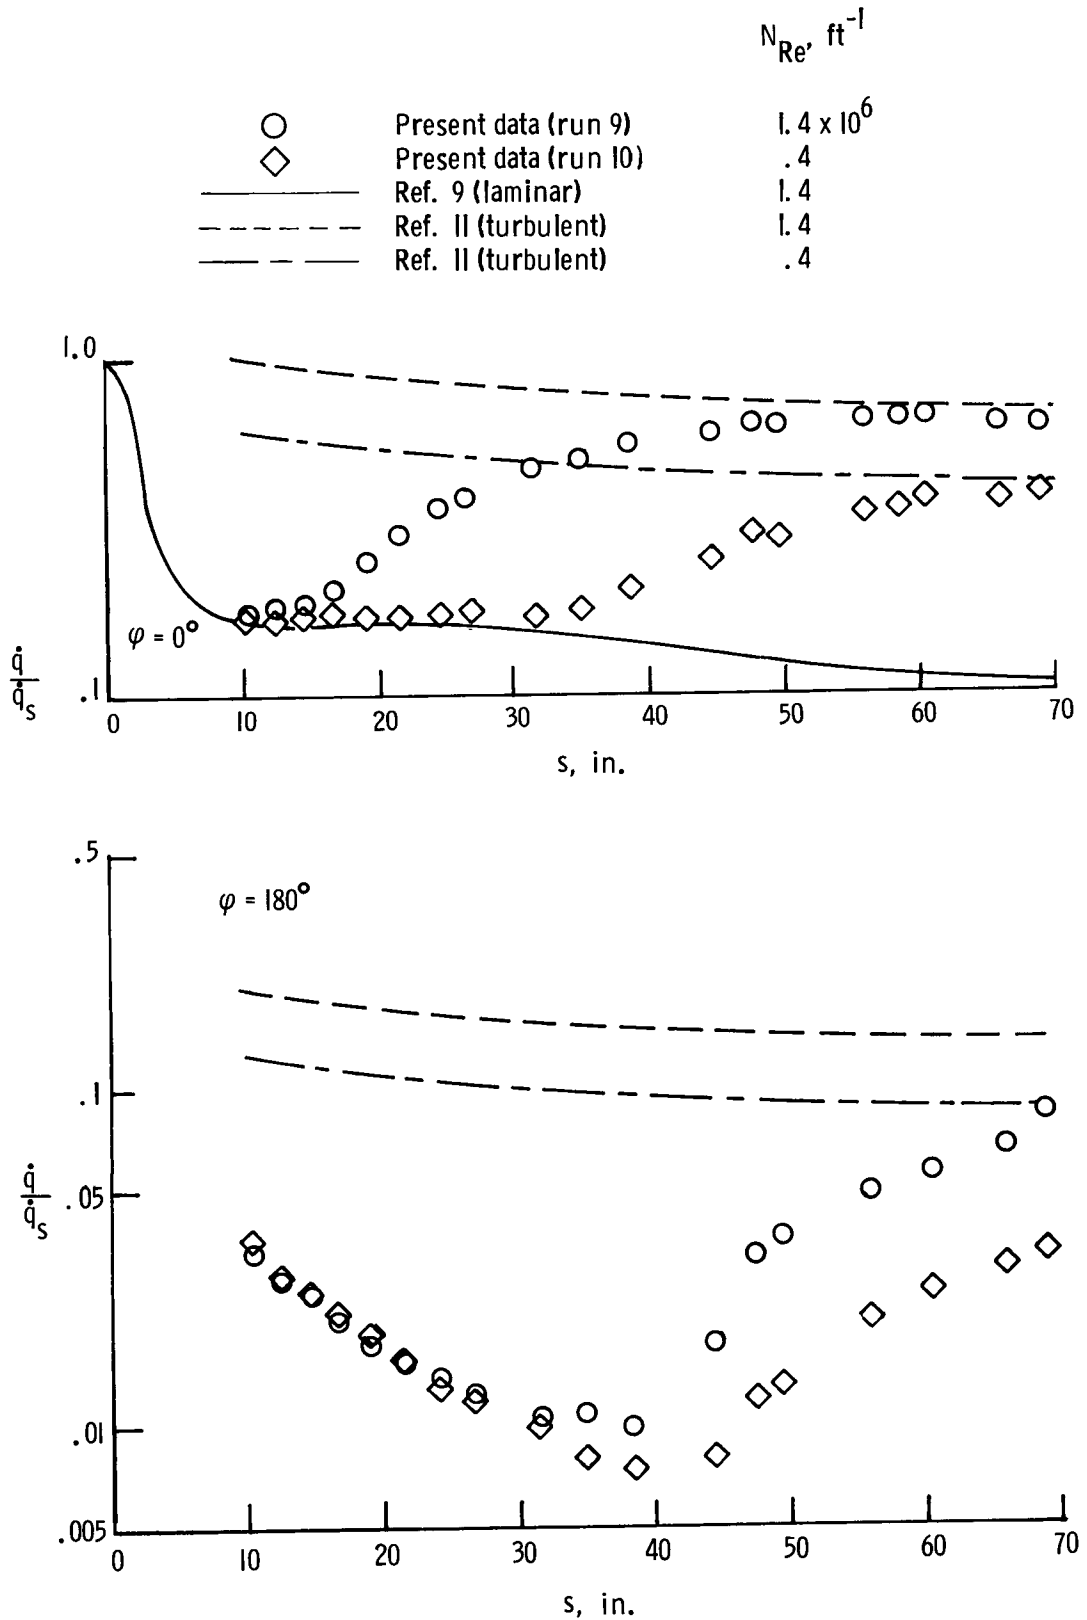 N_Re, ft^-1
Present data (run 9) 1.4 x 10^6
Present data (run 10) .4
Ref. 9 (laminar) 1.4
Ref. 11 (turbulent) 1.4
Ref. 11 (turbulent) .4
1.0
φ = 0°
q̇/q̇_s
.1
0 10 20 30 40 50 60 70
s, in.
.5
φ = 180°
.1
q̇/q̇_s
.05
.01
.005
0 10 20 30 40 50 60 70
s, in.